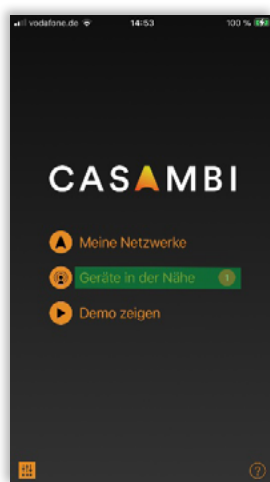 vodafone.de 14:53 100 %
CASAMBI
Meine Netzwerke
Geräte in der Nähe 1
Demo zeigen
?